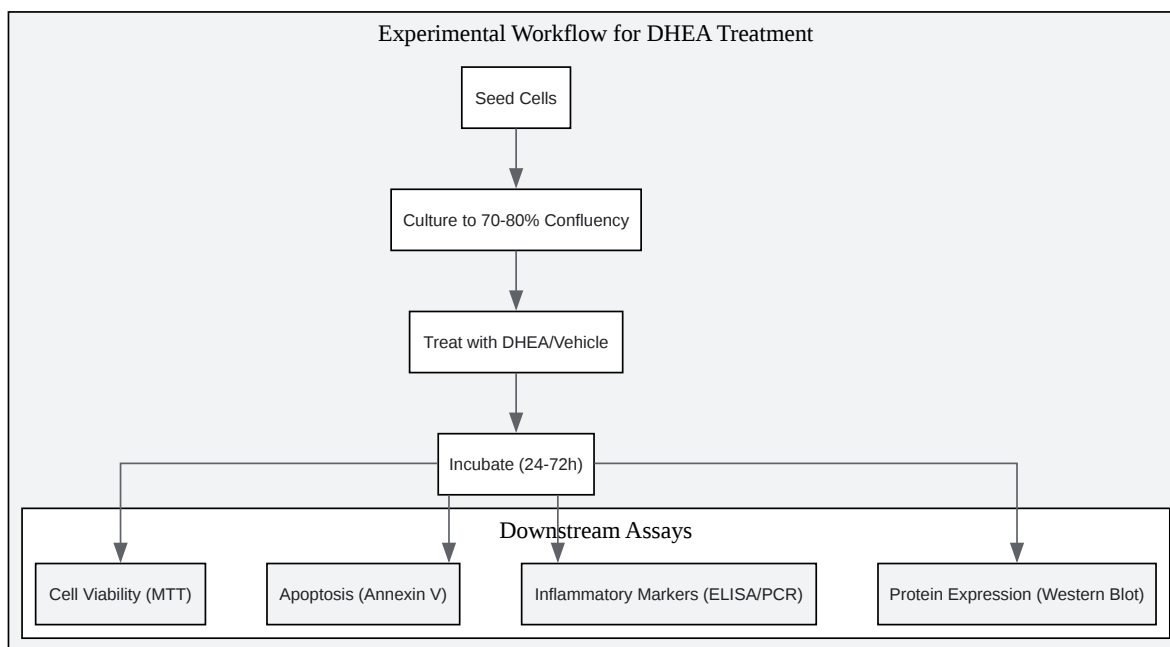 Experimental Workflow for DHEA Treatment
Seed Cells
Culture to 70-80% Confluency
Treat with DHEA/Vehicle
Incubate (24-72h)
Downstream Assays
Cell Viability (MTT)
Apoptosis (Annexin V)
Inflammatory Markers (ELISA/PCR)
Protein Expression (Western Blot)